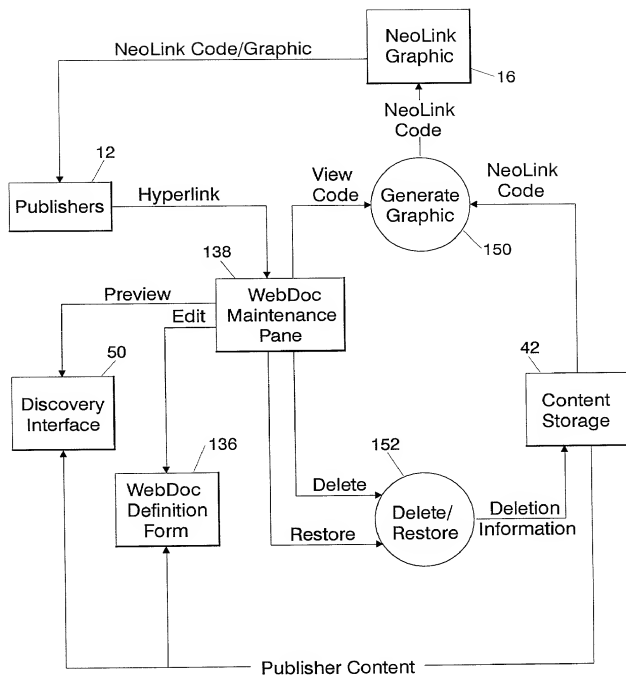 12
NeoLink Code/Graphic
NeoLink
Graphic
16
NeoLink
Code
Publishers
Hyperlink
View
Code
Generate
Graphic
150
NeoLink
Code
138
WebDoc
Maintenance
Pane
Preview
Edit
50
Discovery
Interface
42
Content
Storage
136
WebDoc
Definition
Form
152
Delete
Restore
Delete/
Restore
Deletion
Information
Publisher Content